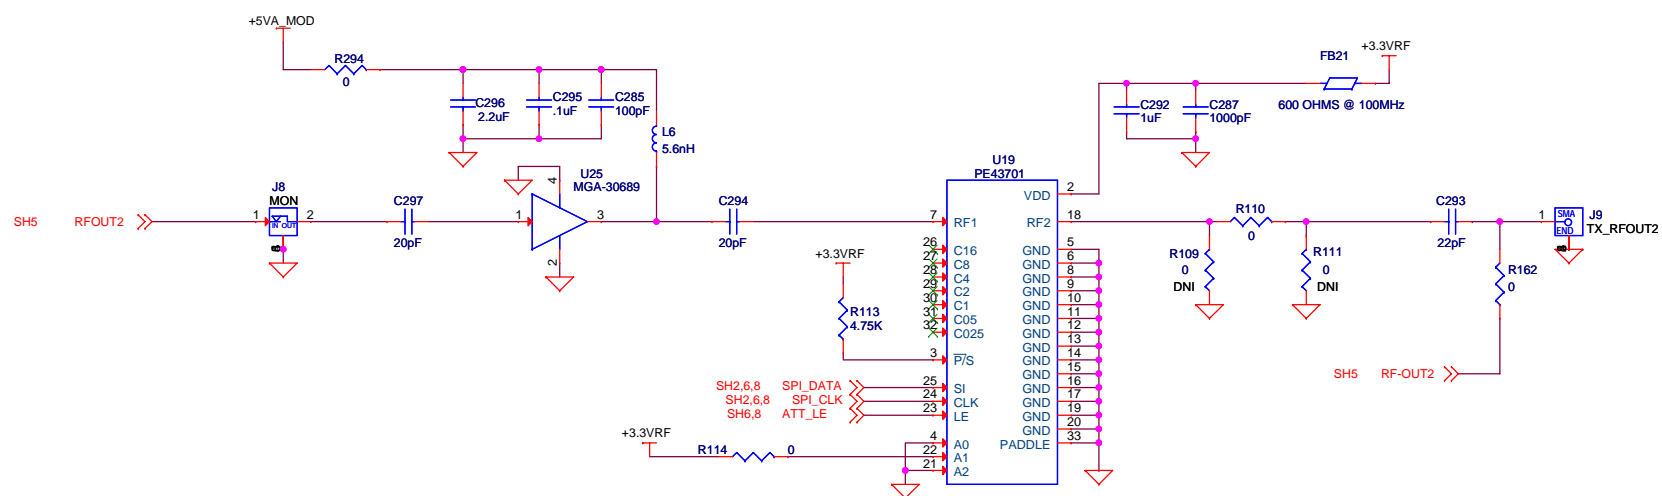 +5VA_MOD
R294
0
C296
2.2uF
C295
.1uF
C285
100pF
L6
5.6nH
FB21
+3.3VRF
600 OHMS @ 100MHz
C292
1uF
C287
1000pF
U25
MGA-30689
4
1
3
2
J8
MON
1
2
IN OUT
SH5 RFOUT2
C297
20pF
C294
20pF
U19
PE43701
VDD 2
7 RF1
RF2 18
26 C16
27 C8
28 C4
29 C2
30 C1
31 C05
32 C025
3 P/S
25 SI
24 CLK
23 LE
4 A0
22 A1
21 A2
GND 5
GND 6
GND 8
GND 9
GND 10
GND 11
GND 12
GND 13
GND 14
GND 15
GND 16
GND 17
GND 19
GND 20
PADDLE 33
+3.3VRF
R113
4.75K
SH2,6,8 SPI_DATA
SH2,6,8 SPI_CLK
SH6,8 ATT_LE
+3.3VRF
R114 0
R109
0
DNI
R110
0
R111
0
DNI
C293
22pF
R162
0
1
SMA
END
J9
TX_RFOUT2
SH5 RF-OUT2